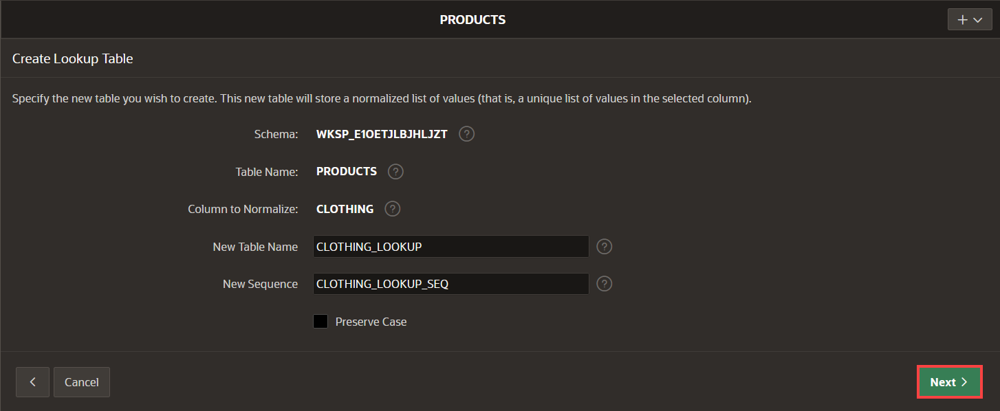 PRODUCTS
Create Lookup Table
Specify the new table you wish to create. This new table will store a normalized list of values (that is, a unique list of values in the selected column).
Schema: WKSP_E1OETJLBJHLJZT ?
Table Name: PRODUCTS ?
Column to Normalize: CLOTHING ?
New Table Name CLOTHING_LOOKUP ?
New Sequence CLOTHING_LOOKUP_SEQ ?
Preserve Case
Cancel Next